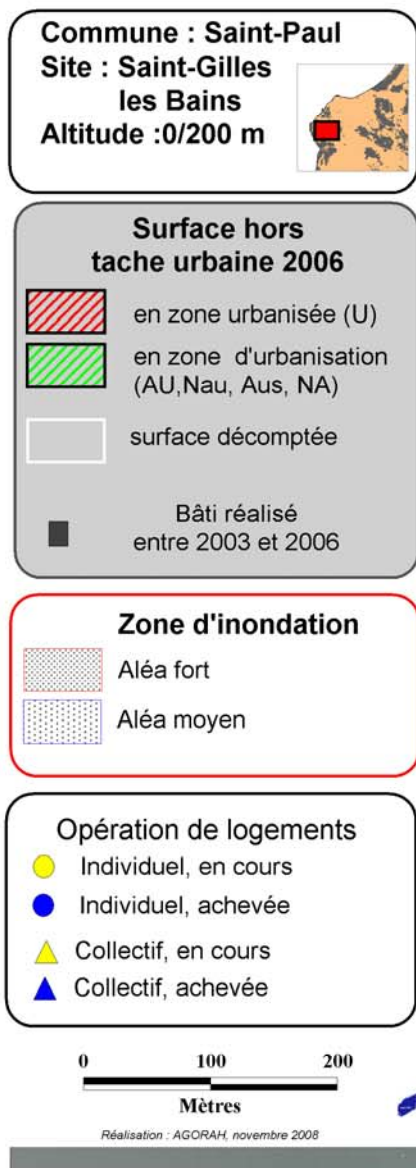 Commune : Saint-Paul
Site : Saint-Gilles
les Bains
Altitude :0/200 m
Surface hors
tache urbaine 2006
en zone urbanisée (U)
en zone d'urbanisation
(AU,Nau, Aus, NA)
surface décomptée
Bâti réalisé
entre 2003 et 2006
Zone d'inondation
Aléa fort
Aléa moyen
Opération de logements
Individuel, en cours
Individuel, achevée
Collectif, en cours
Collectif, achevée
0 100 200
Mètres
Réalisation : AGORAH, novembre 2008